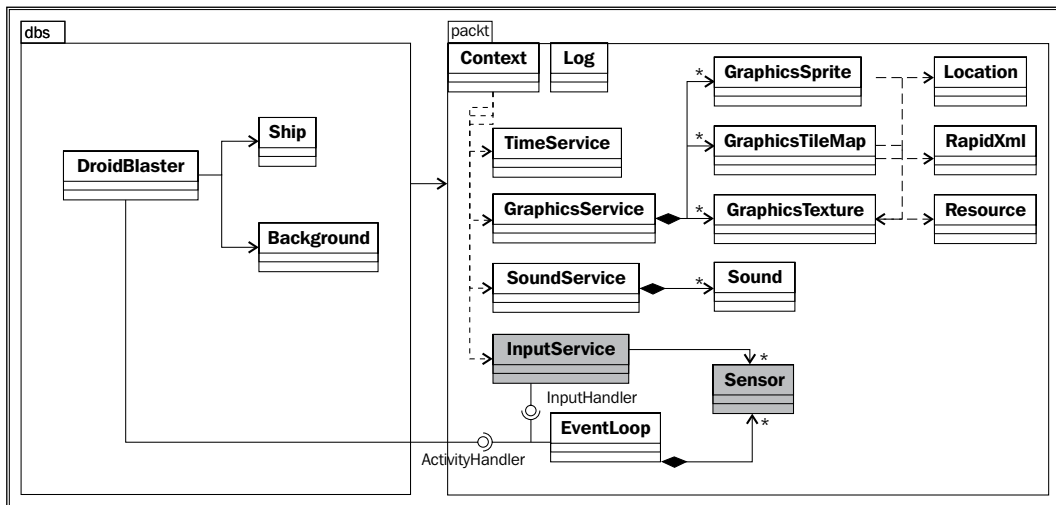 dbs
packt
Context
Log
GraphicsSprite
*
Location
Ship
TimeService
GraphicsTileMap
*
RapidXml
DroidBlaster
GraphicsService
*
GraphicsTexture
Resource
Background
SoundService
*
Sound
InputService
*
Sensor
*
InputHandler
EventLoop
ActivityHandler